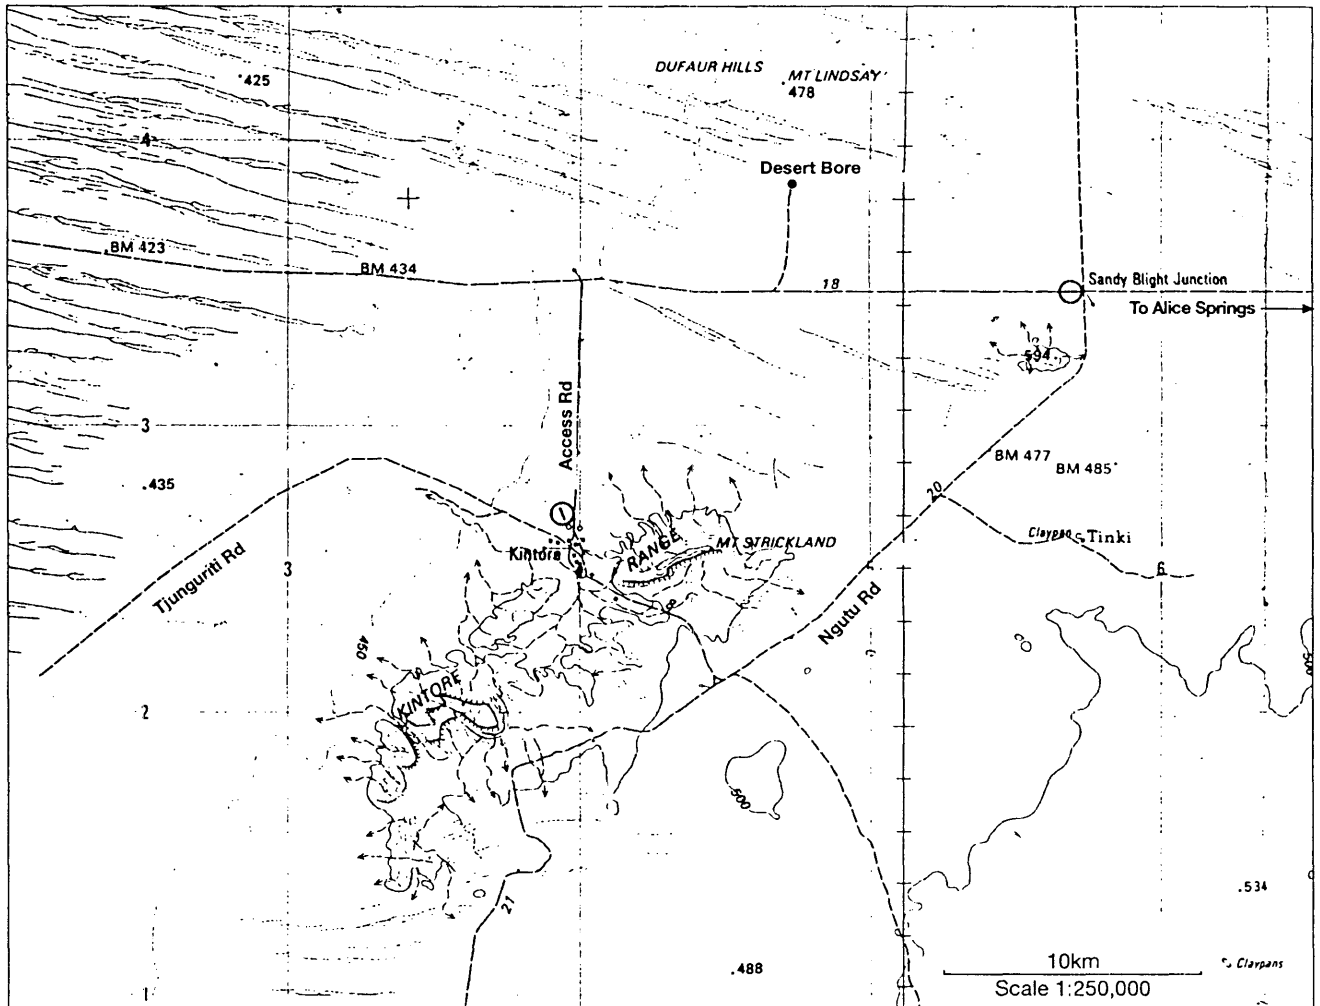 DUFAUR HILLS
MT LINDSAY
478
.425
4
Desert Bore
BM 423
BM 434
18
Sandy Blight Junction
To Alice Springs
594
Access Rd
3
BM 477
BM 485
.435
20
Claypan
Tinki
Kintore
RANGE
MT STRICKLAND
Tjunguriti Rd
3
6
Ngutu Rd
450
500
KINTORE
2
500
21
.534
.488
10km
Claypans
Scale 1:250,000
1